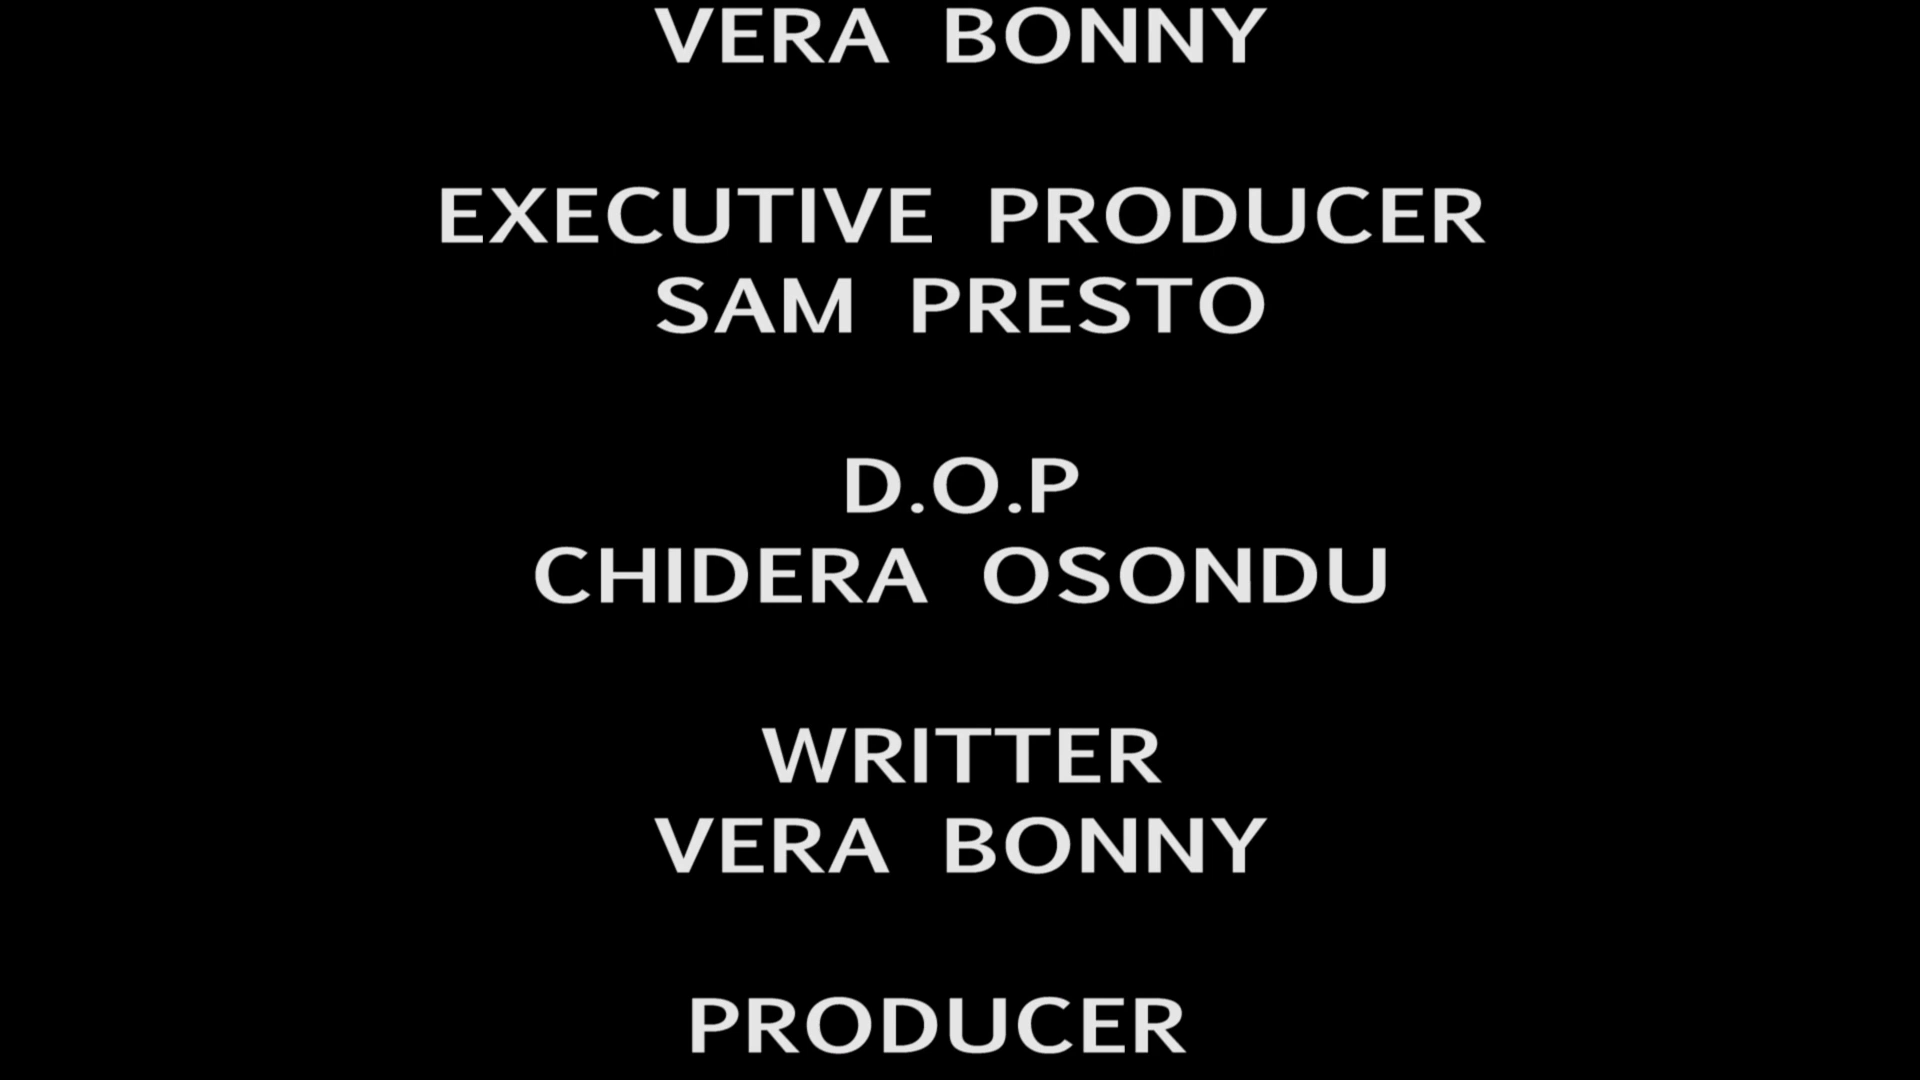 VERA BONNY
EXECUTIVE PRODUCER
SAM PRESTO
D.O.P
CHIDERA OSONDU
WRITTER
VERA BONNY
PRODUCER